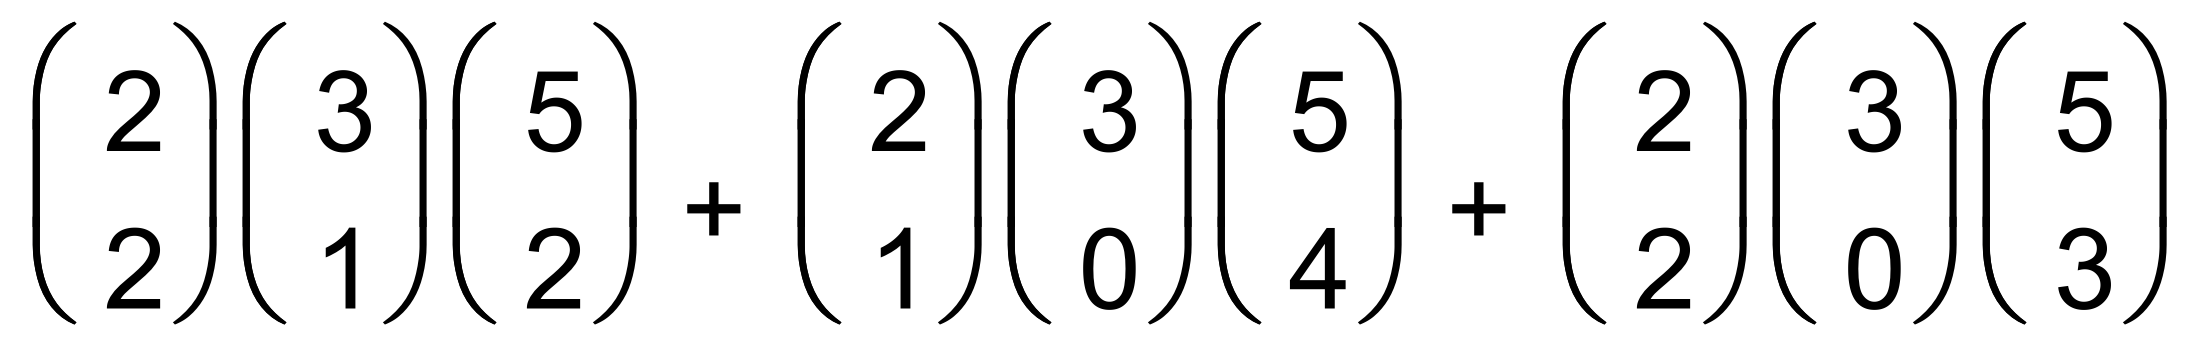 (2 2)(3 1)(5 2) + (2 1)(3 0)(5 4) + (2 2)(3 0)(5 3)